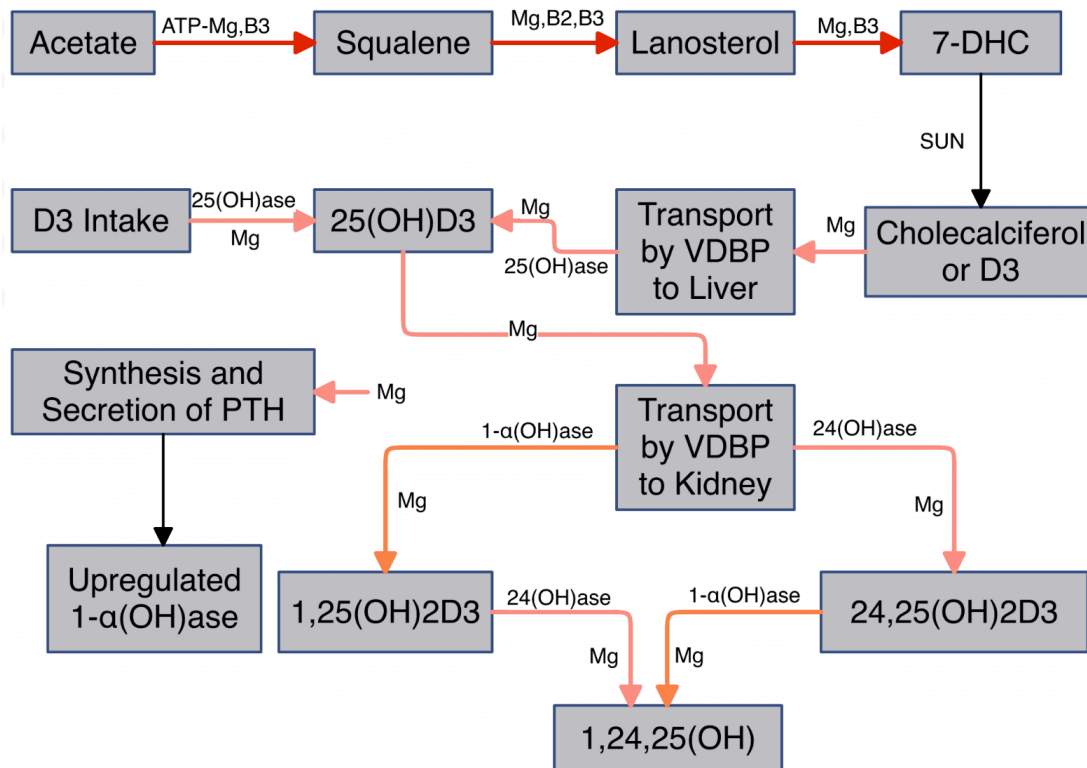 Acetate
ATP-Mg,B3
Squalene
Mg,B2,B3
Lanosterol
Mg,B3
7-DHC
SUN
D3 Intake
25(OH)ase
Mg
25(OH)D3
Mg
25(OH)ase
Transport
by VDBP
to Liver
Mg
Cholecalciferol
or D3
Mg
Synthesis and
Secretion of PTH
Mg
Transport
by VDBP
to Kidney
1-α(OH)ase
Mg
24(OH)ase
Mg
Upregulated
1-α(OH)ase
1,25(OH)2D3
24(OH)ase
Mg
1-α(OH)ase
Mg
24,25(OH)2D3
1,24,25(OH)